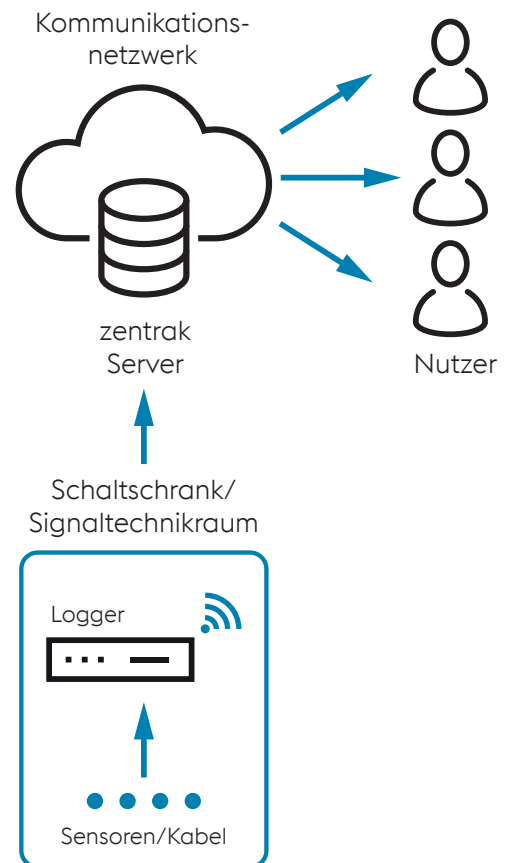 Kommunikations-
netzwerk
zentrak
Server
Nutzer
Schaltschrank/
Signaltechnikraum
Logger
Sensoren/Kabel